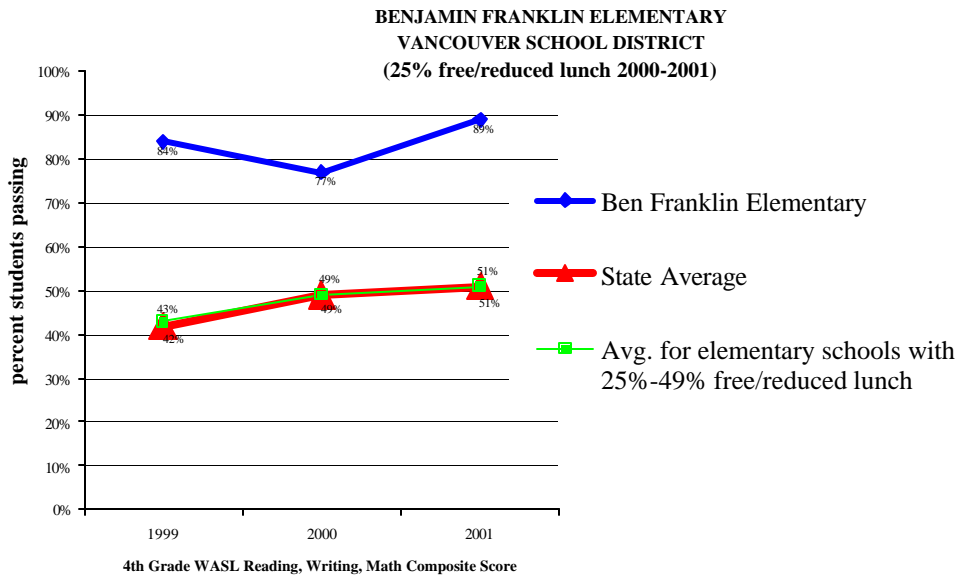 BENJAMIN FRANKLIN ELEMENTARY
VANCOUVER SCHOOL DISTRICT
(25% free/reduced lunch 2000-2001)
100%
90%
80%
70%
60%
50%
40%
30%
20%
10%
0%
percent students passing
84%
77%
89%
43%
42%
49%
49%
51%
51%
1999
2000
2001
4th Grade WASL Reading, Writing, Math Composite Score
Ben Franklin Elementary
State Average
Avg. for elementary schools with
25%-49% free/reduced lunch